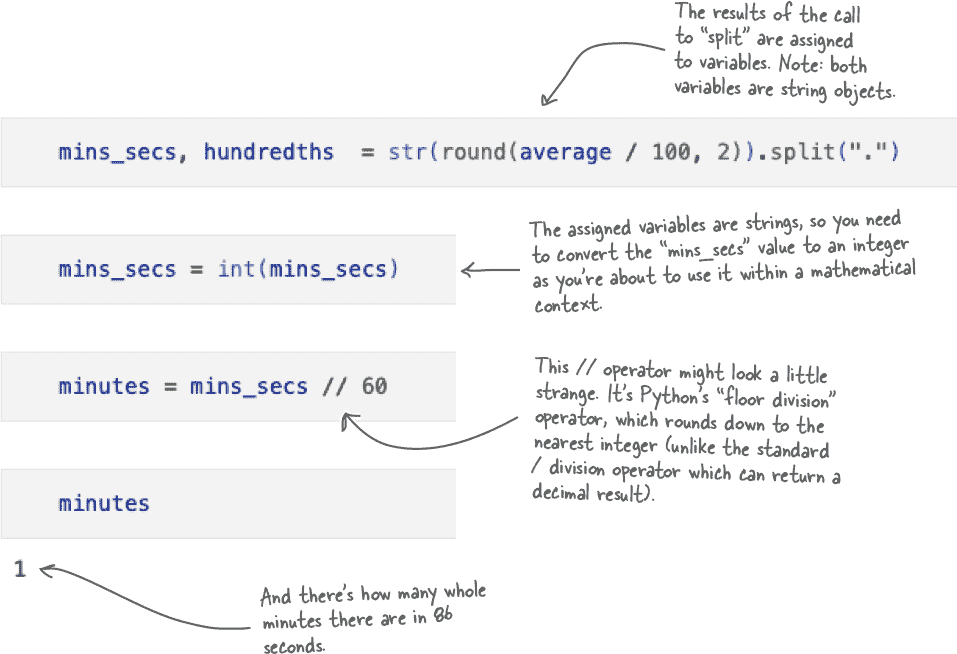 The results of the call
to "split" are assigned
to variables. Note: both
variables are string objects.
mins_secs, hundredths  = str(round(average / 100, 2)).split(".")
mins_secs = int(mins_secs)
The assigned variables are strings, so you need
to convert the "mins_secs" value to an integer
as you're about to use it within a mathematical
context.
minutes = mins_secs // 60
This // operator might look a little
strange. It's Python's "floor division"
operator, which rounds down to the
nearest integer (unlike the standard
/ division operator which can return a
decimal result).
minutes
1
And there's how many whole
minutes there are in 86
seconds.